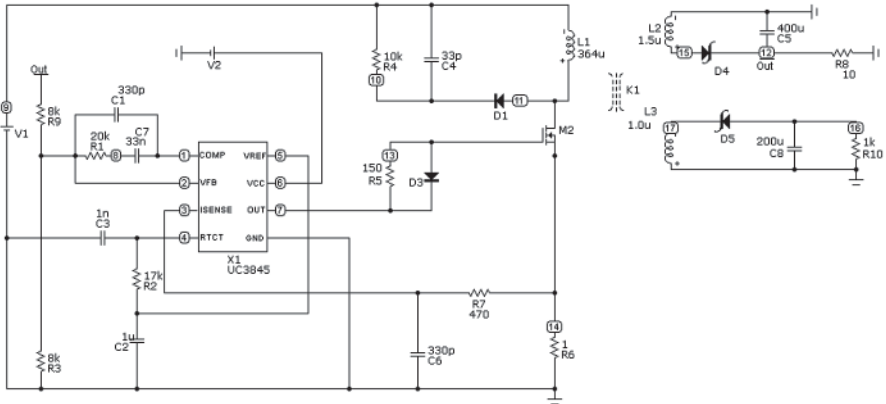 L1
364u
10k
R4
10
33p
C4
D1
11
V2
Out
8k
R9
9
V1
330p
C1
20k
R1
8
C7
33n
1
COMP
VREF
5
2
VFB
VCC
6
3
ISENSE
OUT
7
4
RTCT
GND
X1
UC3845
1n
C3
17k
R2
1u
C2
8k
R3
13
150
R5
D3
M2
K1
R7
470
330p
C6
14
1
R6
L2
1.5u
15
D4
400u
C5
12
Out
R8
10
L3
1.0u
17
D5
200u
C8
16
1k
R10